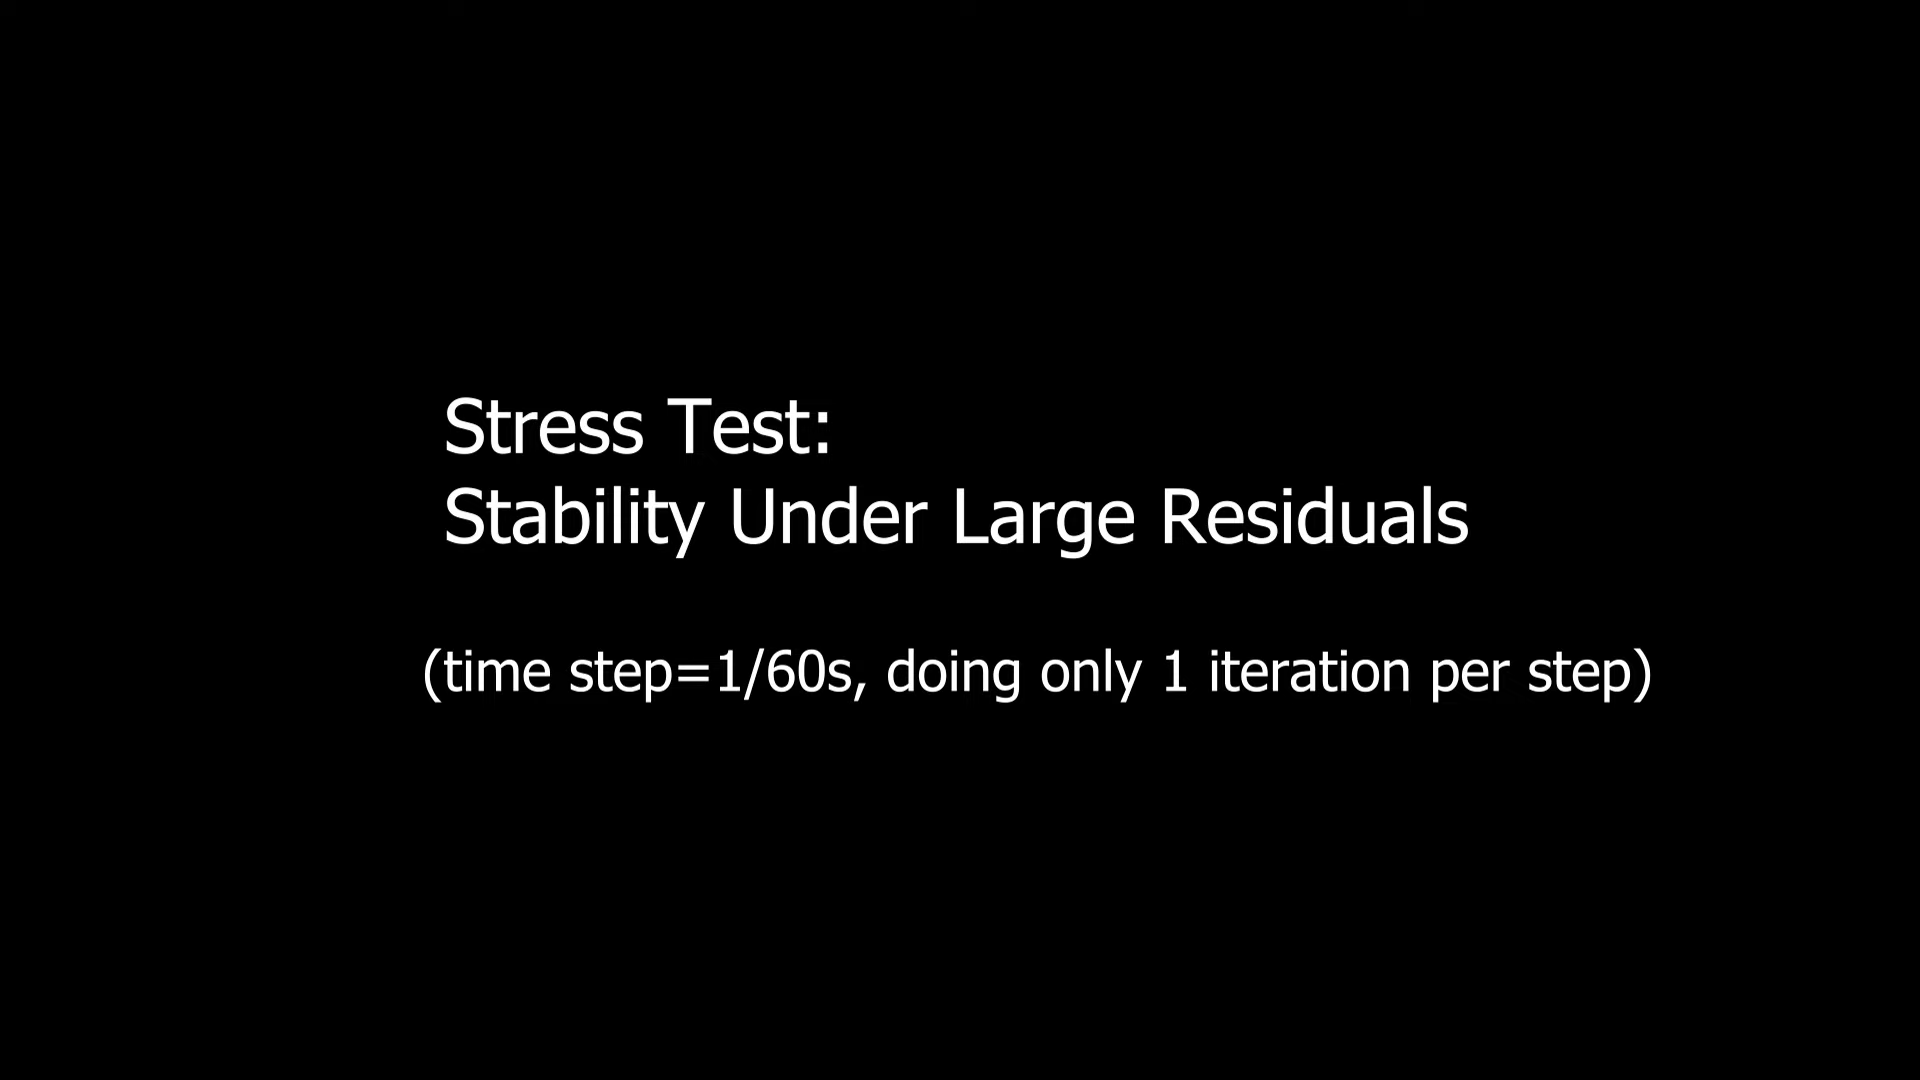 Stress Test:
Stability Under Large Residuals
(time step=1/60s, doing only 1 iteration per step)